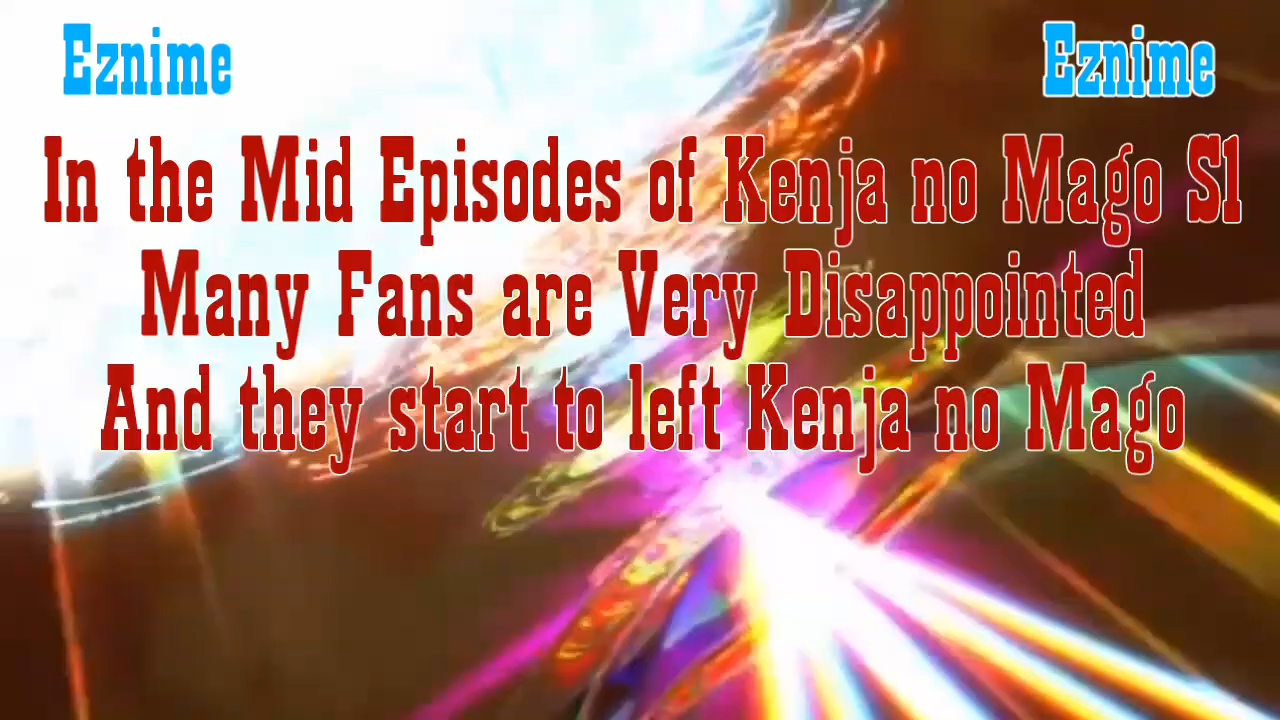 Eznime
Eznime
In the Mid Episodes of Kenja no Mago S1
Many Fans are Very Disappointed
And they start to left Kenja no Mago